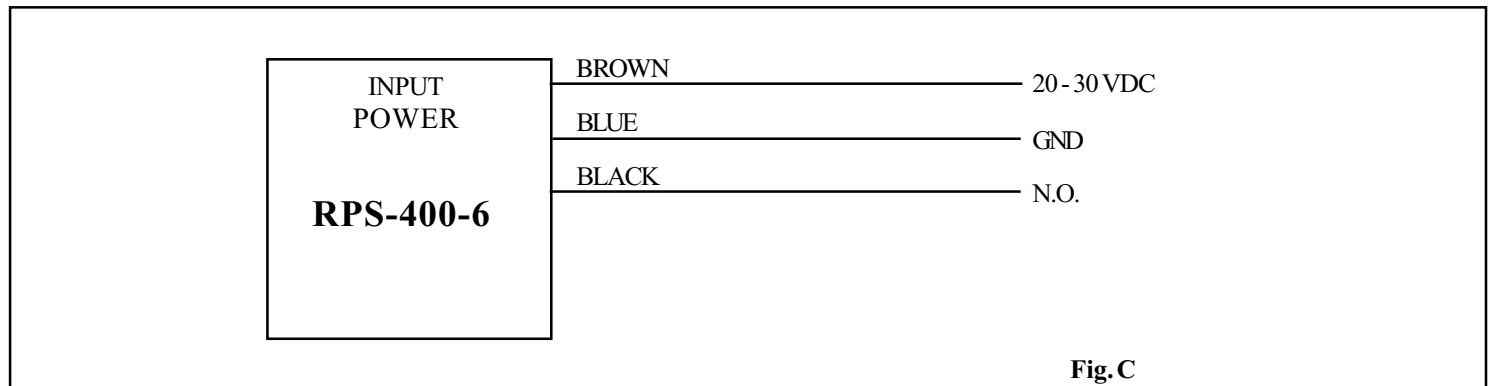 INPUT
POWER
RPS-400-6
BROWN
20 - 30 VDC
BLUE
GND
BLACK
N.O.
Fig. C